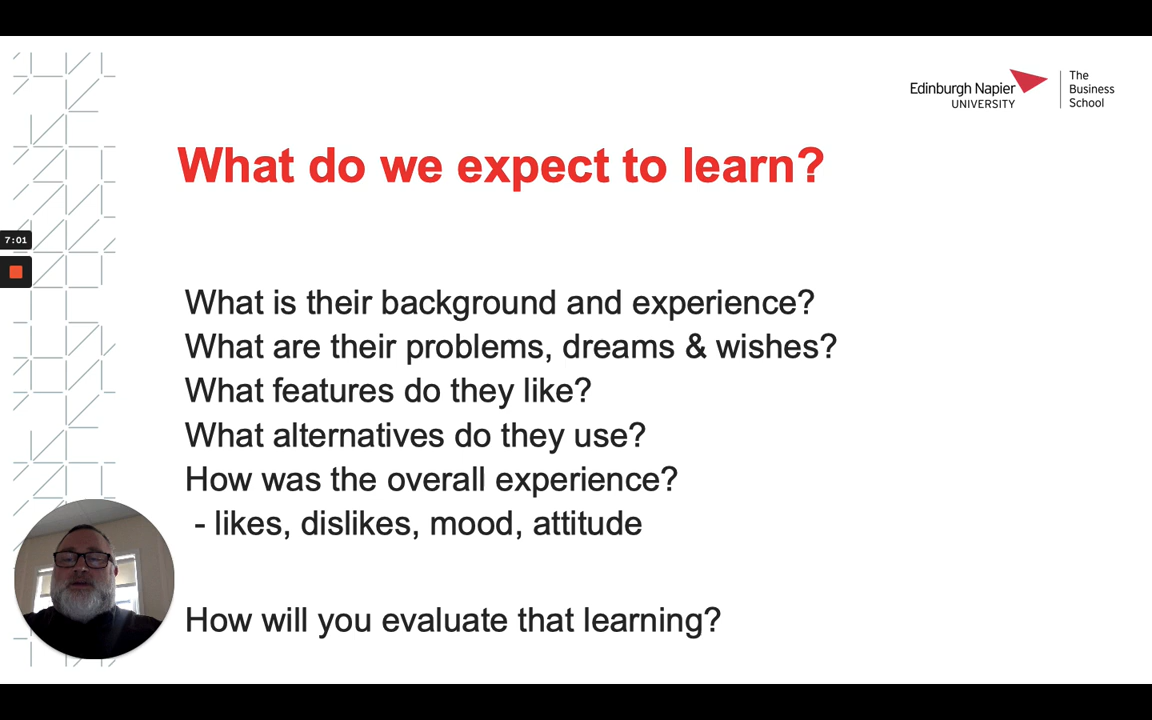 Edinburgh Napier
UNIVERSITY
The
Business
School
What do we expect to learn?
7:01
What is their background and experience?
What are their problems, dreams & wishes?
What features do they like?
What alternatives do they use?
How was the overall experience?
- likes, dislikes, mood, attitude
How will you evaluate that learning?